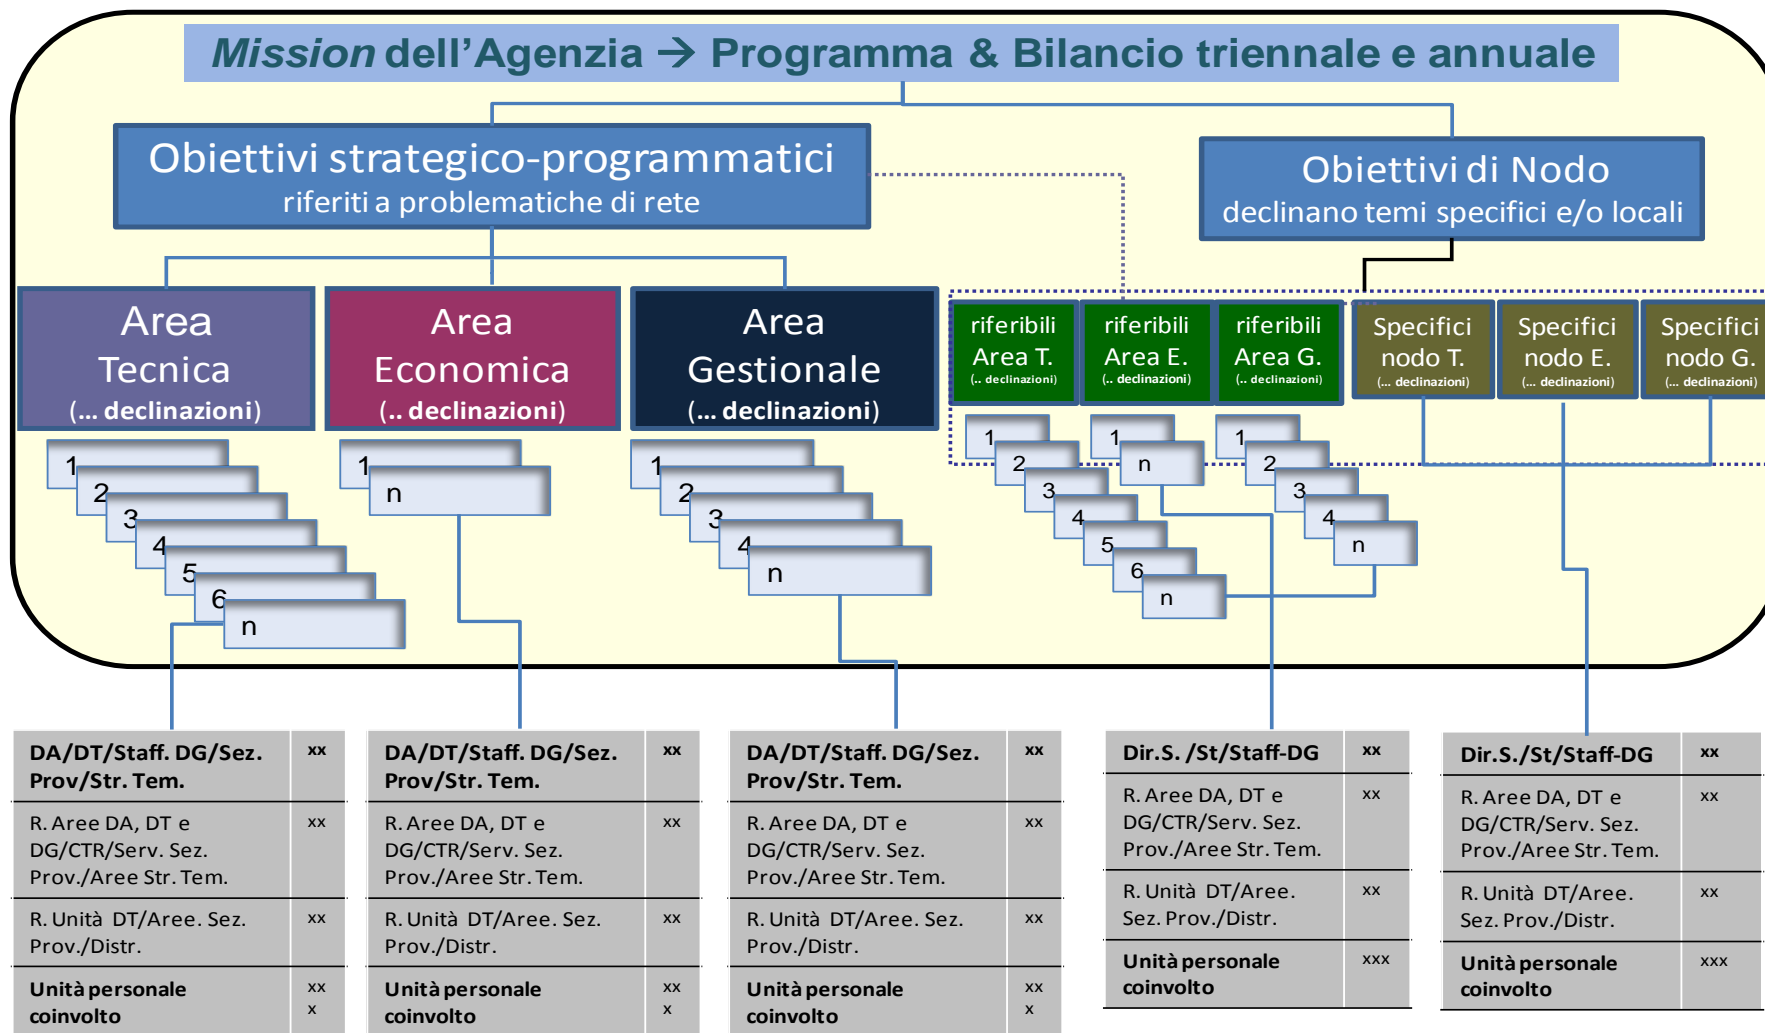 Mission dell'Agenzia → Programma & Bilancio triennale e annuale
Obiettivi strategico-programmatici
riferiti a problematiche di rete
Obiettivi di Nodo
declinano temi specifici e/o locali
Area
Tecnica
(... declinazioni)
Area
Economica
(.. declinazioni)
Area
Gestionale
(... declinazioni)
riferibili
Area T.
(.. declinazioni)
riferibili
Area E.
(.. declinazioni)
riferibili
Area G.
(.. declinazioni)
Specifici
nodo T.
(... declinazioni)
Specifici
nodo E.
(... declinazioni)
Specifici
nodo G.
(... declinazioni)
1
2
3
4
5
6
n
1
n
1
2
3
4
n
1
2
3
4
5
6
n
1
n
1
2
3
4
n
DA/DT/Staff. DG/Sez. xx
Prov/Str. Tem.
R. Aree DA, DT e xx
DG/CTR/Serv. Sez.
Prov./Aree Str. Tem.
R. Unità DT/Aree. Sez. xx
Prov./Distr.
Unità personale xx
coinvolto x
DA/DT/Staff. DG/Sez. xx
Prov/Str. Tem.
R. Aree DA, DT e xx
DG/CTR/Serv. Sez.
Prov./Aree Str. Tem.
R. Unità DT/Aree. Sez. xx
Prov./Distr.
Unità personale xx
coinvolto x
DA/DT/Staff. DG/Sez. xx
Prov/Str. Tem.
R. Aree DA, DT e xx
DG/CTR/Serv. Sez.
Prov./Aree Str. Tem.
R. Unità DT/Aree. Sez. xx
Prov./Distr.
Unità personale xx
coinvolto x
Dir.S. /St/Staff-DG xx
R. Aree DA, DT e xx
DG/CTR/Serv. Sez.
Prov./Aree Str. Tem.
R. Unità DT/Aree. xx
Sez. Prov./Distr.
Unità personale xxx
coinvolto
Dir.S./St/Staff-DG xx
R. Aree DA, DT e xx
DG/CTR/Serv. Sez.
Prov./Aree Str. Tem.
R. Unità DT/Aree. xx
Sez. Prov./Distr.
Unità personale xxx
coinvolto